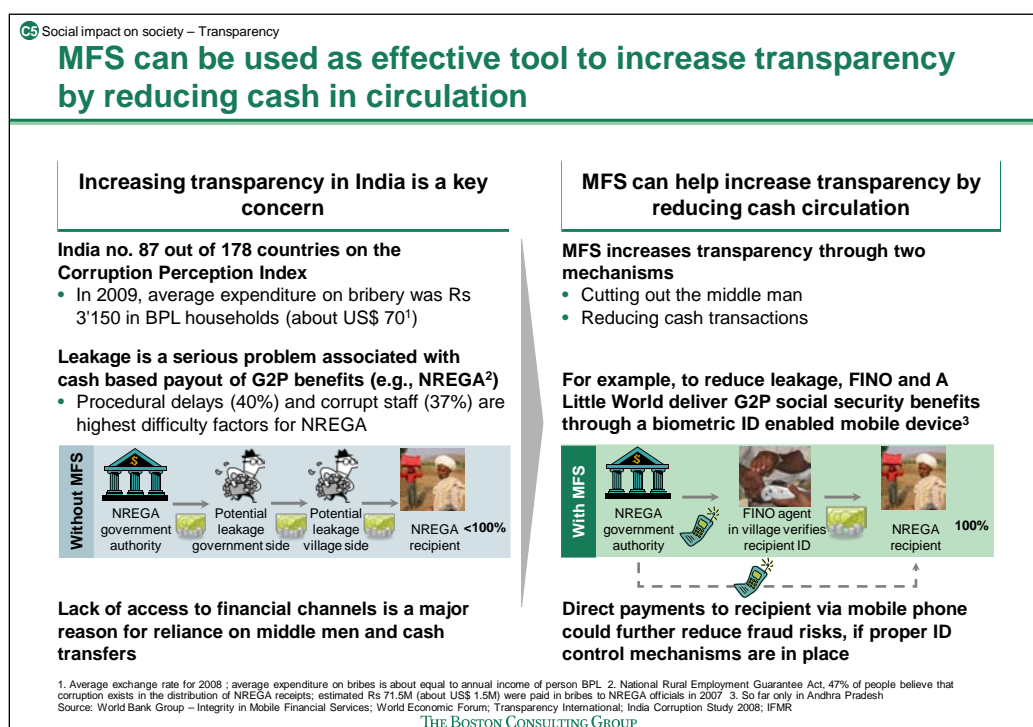 C5 Social impact on society – Transparency
MFS can be used as effective tool to increase transparency
by reducing cash in circulation
Increasing transparency in India is a key
concern
India no. 87 out of 178 countries on the
Corruption Perception Index
• In 2009, average expenditure on bribery was Rs
3'150 in BPL households (about US$ 70¹)
Leakage is a serious problem associated with
cash based payout of G2P benefits (e.g., NREGA²)
• Procedural delays (40%) and corrupt staff (37%) are
highest difficulty factors for NREGA
Without MFS
$
NREGA
government
authority
Potential
leakage
government side
Potential
leakage
village side
NREGA
recipient
<100%
Lack of access to financial channels is a major
reason for reliance on middle men and cash
transfers
MFS can help increase transparency by
reducing cash circulation
MFS increases transparency through two
mechanisms
• Cutting out the middle man
• Reducing cash transactions
For example, to reduce leakage, FINO and A
Little World deliver G2P social security benefits
through a biometric ID enabled mobile device³
With MFS
$
NREGA
government
authority
FINO agent
in village verifies
recipient ID
NREGA
recipient
100%
Direct payments to recipient via mobile phone
could further reduce fraud risks, if proper ID
control mechanisms are in place
1. Average exchange rate for 2008 ; average expenditure on bribes is about equal to annual income of person BPL 2. National Rural Employment Guarantee Act, 47% of people believe that
corruption exists in the distribution of NREGA receipts; estimated Rs 71.5M (about US$ 1.5M) were paid in bribes to NREGA officials in 2007 3. So far only in Andhra Pradesh
Source: World Bank Group – Integrity in Mobile Financial Services; World Economic Forum; Transparency International; India Corruption Study 2008; IFMR
THE BOSTON CONSULTING GROUP